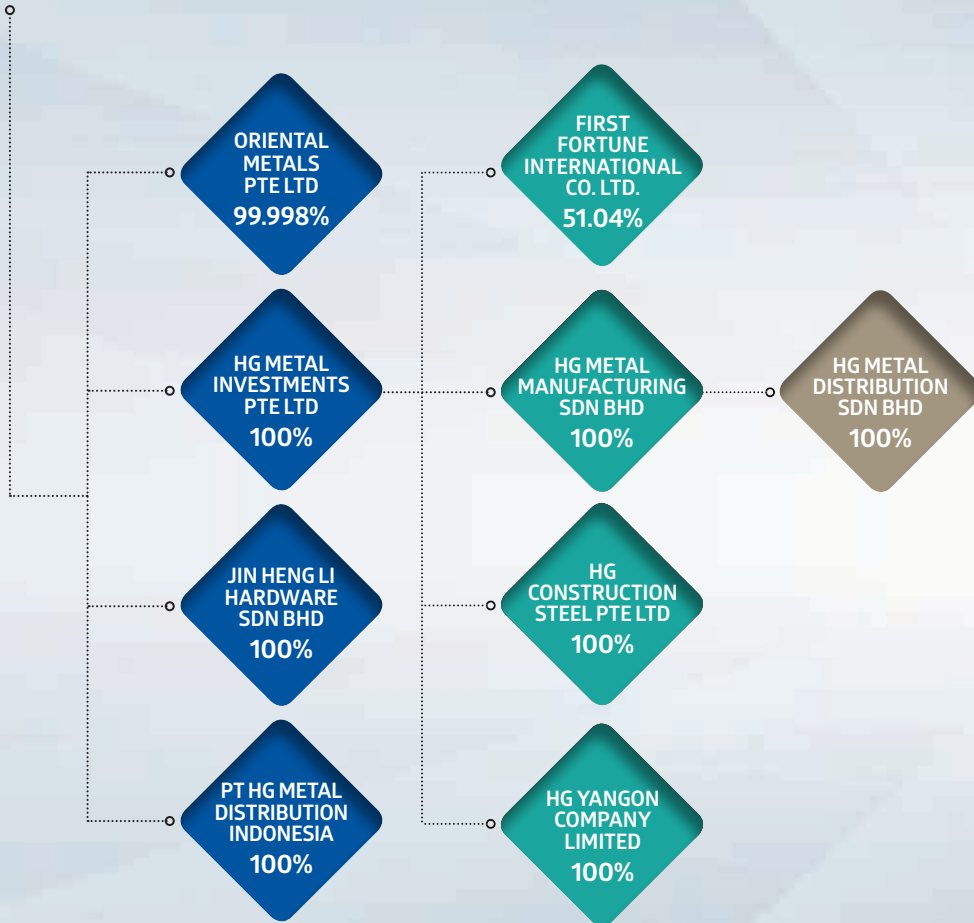 ORIENTAL
METALS
PTE LTD
99.998%
FIRST
FORTUNE
INTERNATIONAL
CO. LTD.
51.04%
HG METAL
INVESTMENTS
PTE LTD
100%
HG METAL
MANUFACTURING
SDN BHD
100%
HG METAL
DISTRIBUTION
SDN BHD
100%
JIN HENG LI
HARDWARE
SDN BHD
100%
HG
CONSTRUCTION
STEEL PTE LTD
100%
PT HG METAL
DISTRIBUTION
INDONESIA
100%
HG YANGON
COMPANY
LIMITED
100%